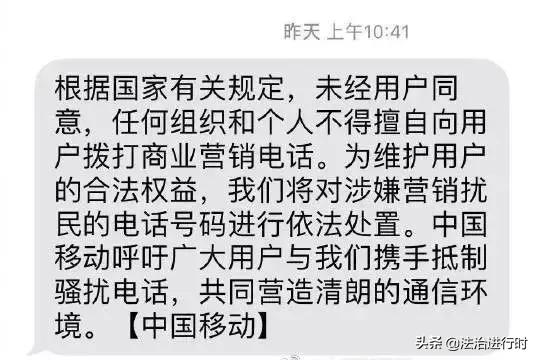 昨天 上午10:41
根据国家有关规定，未经用户同
意，任何组织和个人不得擅自向用
户拨打商业营销电话。为维护用户
的合法权益，我们将对涉嫌营销扰
民的电话号码进行依法处置。中国
移动呼吁广大用户与我们携手抵制
骚扰电话，共同营造清朗的通信环
境。【中国移动】
头条 @法治进行时